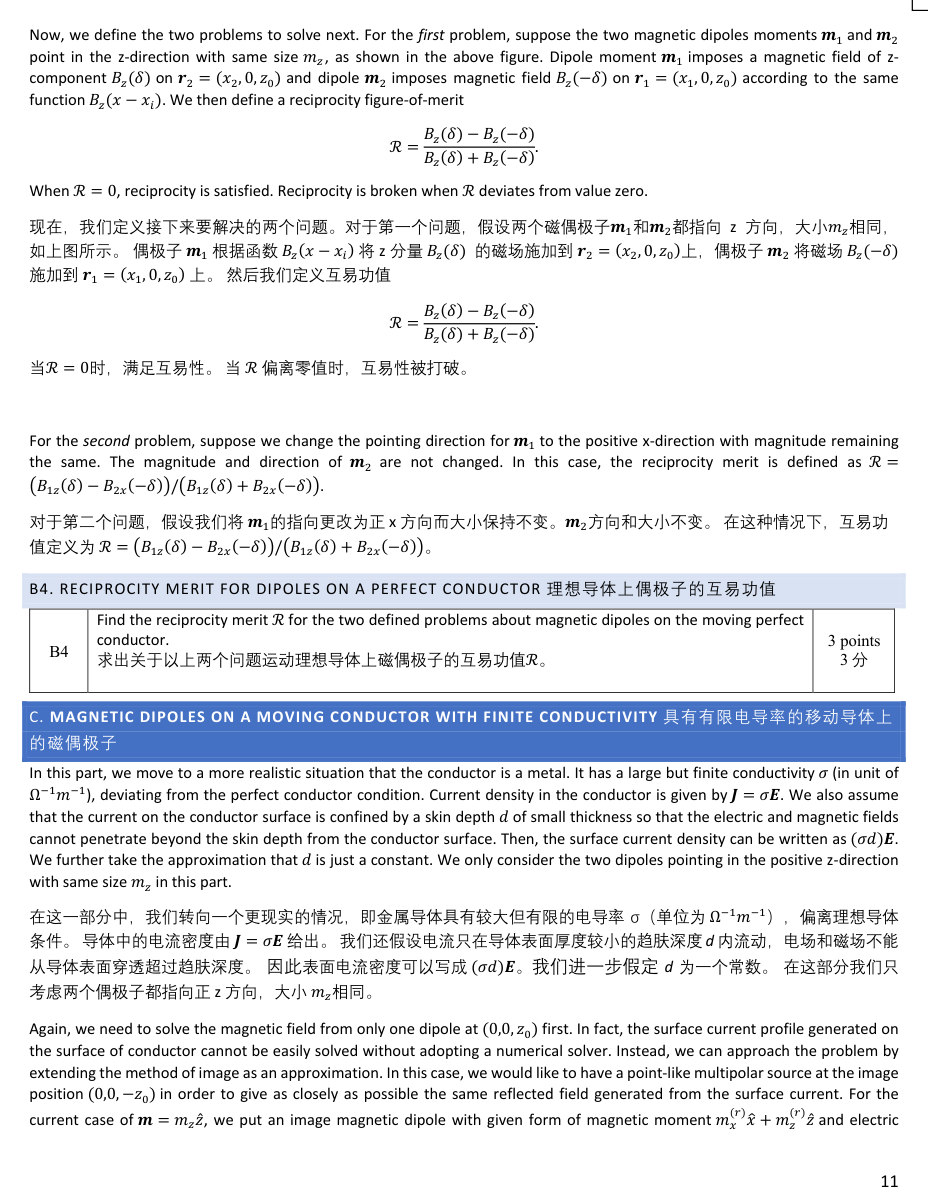 Now, we define the two problems to solve next. For the first problem, suppose the two magnetic dipoles moments 𝒎₁ and 𝒎₂
point in the z-direction with same size m_z, as shown in the above figure. Dipole moment 𝒎₁ imposes a magnetic field of z-
component B_z(δ) on 𝒓₂ = (x₂, 0, z₀) and dipole 𝒎₂ imposes magnetic field B_z(−δ) on 𝒓₁ = (x₁, 0, z₀) according to the same
function B_z(x − x_i). We then define a reciprocity figure-of-merit
ℛ = (B_z(δ) − B_z(−δ))/(B_z(δ) + B_z(−δ)).
When ℛ = 0, reciprocity is satisfied. Reciprocity is broken when ℛ deviates from value zero.
现在，我们定义接下来要解决的两个问题。对于第一个问题，假设两个磁偶极子𝒎₁和𝒎₂都指向 z 方向，大小m_z相同，
如上图所示。 偶极子 𝒎₁ 根据函数 B_z(x − x_i) 将 z 分量 B_z(δ) 的磁场施加到 𝒓₂ = (x₂, 0, z₀)上，偶极子 𝒎₂ 将磁场 B_z(−δ)
施加到 𝒓₁ = (x₁, 0, z₀) 上。 然后我们定义互易功值
ℛ = (B_z(δ) − B_z(−δ))/(B_z(δ) + B_z(−δ)).
当ℛ = 0时，满足互易性。 当 ℛ 偏离零值时，互易性被打破。
For the second problem, suppose we change the pointing direction for 𝒎₁ to the positive x-direction with magnitude remaining
the same. The magnitude and direction of 𝒎₂ are not changed. In this case, the reciprocity merit is defined as ℛ =
(B₁z(δ) − B₂x(−δ))/(B₁z(δ) + B₂x(−δ)).
对于第二个问题，假设我们将 𝒎₁的指向更改为正 x 方向而大小保持不变。𝒎₂方向和大小不变。 在这种情况下，互易功
值定义为 ℛ = (B₁z(δ) − B₂x(−δ))/(B₁z(δ) + B₂x(−δ))。
B4. RECIPROCITY MERIT FOR DIPOLES ON A PERFECT CONDUCTOR 理想导体上偶极子的互易功值
B4
Find the reciprocity merit ℛ for the two defined problems about magnetic dipoles on the moving perfect
conductor.
求出关于以上两个问题运动理想导体上磁偶极子的互易功值ℛ。
3 points
3 分
C. MAGNETIC DIPOLES ON A MOVING CONDUCTOR WITH FINITE CONDUCTIVITY 具有有限电导率的移动导体上
的磁偶极子
In this part, we move to a more realistic situation that the conductor is a metal. It has a large but finite conductivity σ (in unit of
Ω⁻¹m⁻¹), deviating from the perfect conductor condition. Current density in the conductor is given by 𝑱 = σ𝑬. We also assume
that the current on the conductor surface is confined by a skin depth d of small thickness so that the electric and magnetic fields
cannot penetrate beyond the skin depth from the conductor surface. Then, the surface current density can be written as (σd)𝑬.
We further take the approximation that d is just a constant. We only consider the two dipoles pointing in the positive z-direction
with same size m_z in this part.
在这一部分中，我们转向一个更现实的情况，即金属导体具有较大但有限的电导率 σ（单位为 Ω⁻¹m⁻¹），偏离理想导体
条件。 导体中的电流密度由 𝑱 = σ𝑬 给出。 我们还假设电流只在导体表面厚度较小的趋肤深度 d 内流动，电场和磁场不能
从导体表面穿透超过趋肤深度。 因此表面电流密度可以写成 (σd)𝑬。我们进一步假定 d 为一个常数。 在这部分我们只
考虑两个偶极子都指向正 z 方向，大小 m_z相同。
Again, we need to solve the magnetic field from only one dipole at (0,0, z₀) first. In fact, the surface current profile generated on
the surface of conductor cannot be easily solved without adopting a numerical solver. Instead, we can approach the problem by
extending the method of image as an approximation. In this case, we would like to have a point-like multipolar source at the image
position (0,0, −z₀) in order to give as closely as possible the same reflected field generated from the surface current. For the
current case of 𝒎 = m_z ẑ, we put an image magnetic dipole with given form of magnetic moment m_x^(r) x̂ + m_z^(r) ẑ and electric
11